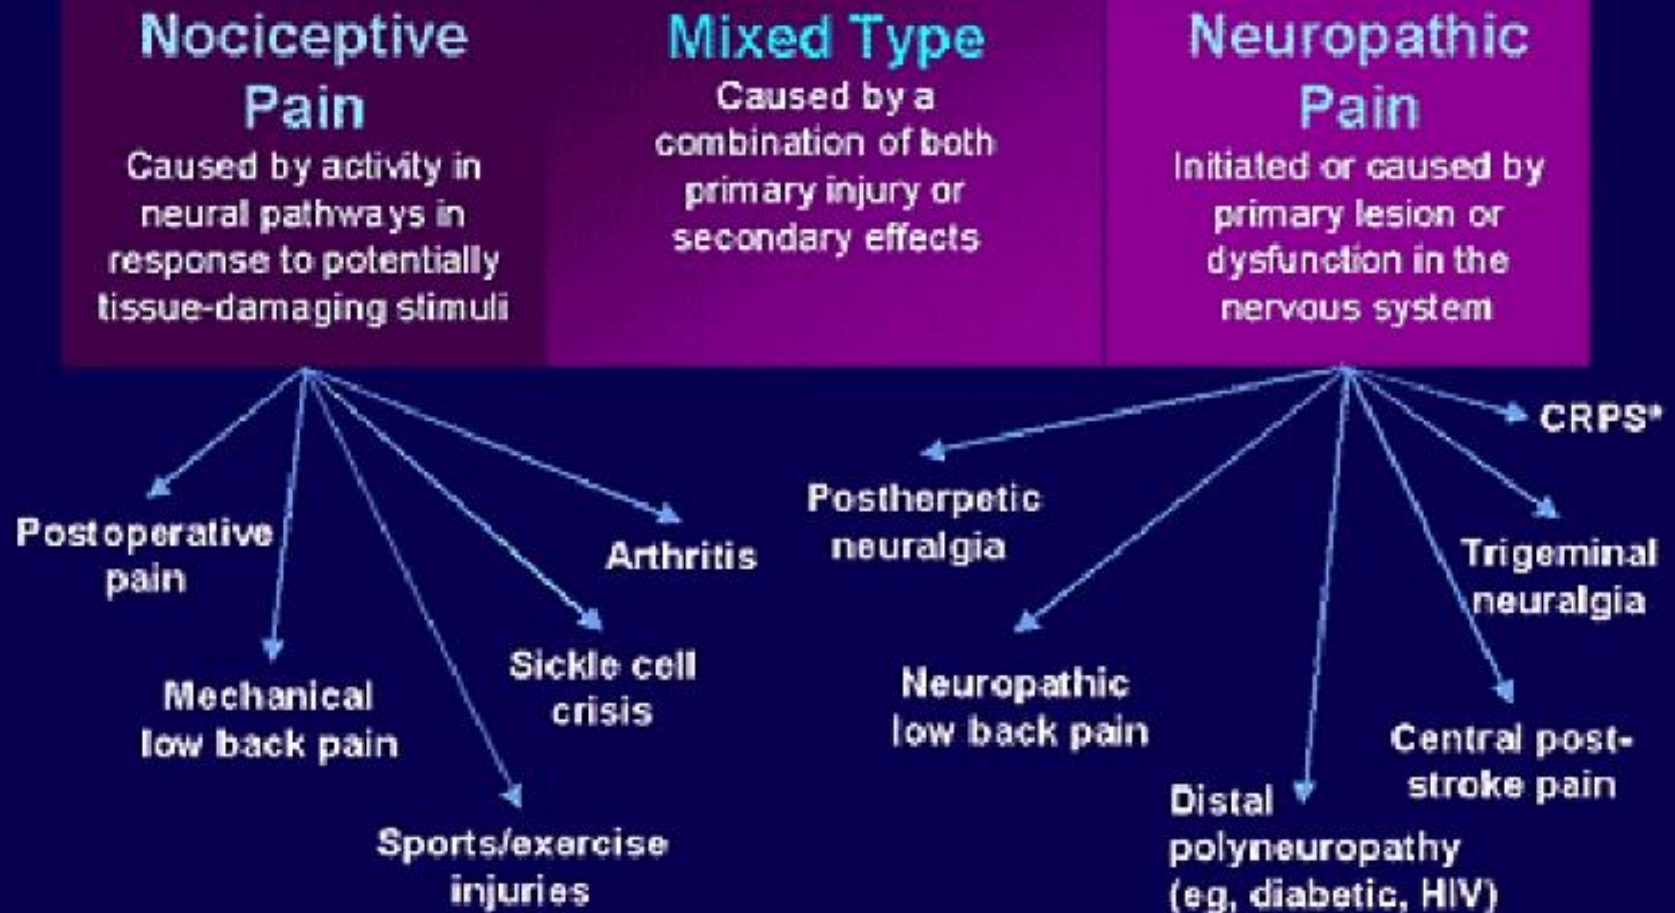 Nociceptive
Pain
Caused by activity in
neural pathways in
response to potentially
tissue-damaging stimuli
Mixed Type
Caused by a
combination of both
primary injury or
secondary effects
Neuropathic
Pain
Initiated or caused by
primary lesion or
dysfunction in the
nervous system
Postoperative
pain
Mechanical
low back pain
Sports/exercise
injuries
Sickle cell
crisis
Arthritis
Postherpetic
neuralgia
Neuropathic
low back pain
Distal
polyneuropathy
(eg, diabetic, HIV)
Central post-
stroke pain
Trigeminal
neuralgia
CRPS*